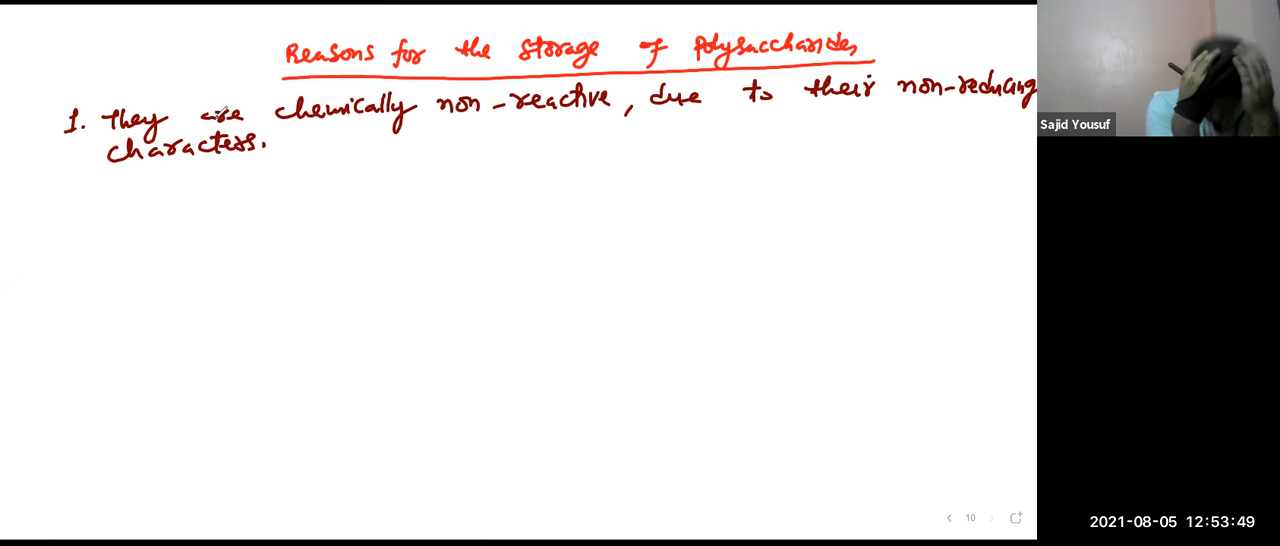 Reasons for the Storage of Polysaccharides
1. They are chemically non-reactive, due to their non-reducing
characters.
Sajid Yousuf
10
2021-08-05 12:53:49